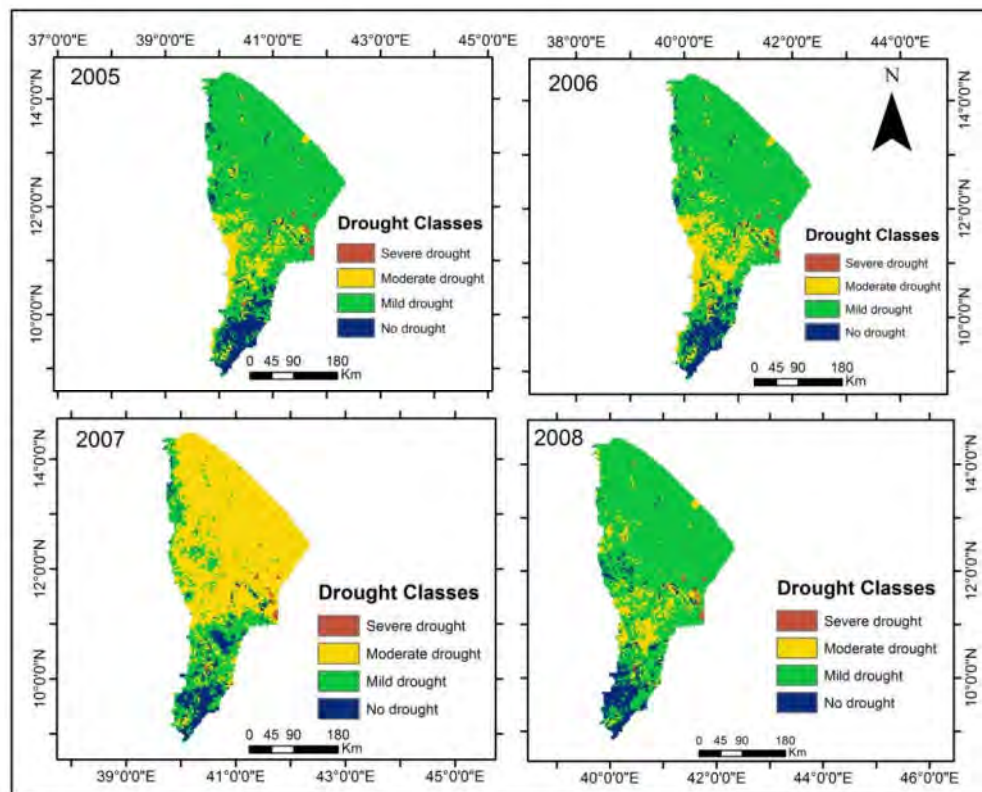 37°0'0"E 39°0'0"E 41°0'0"E 43°0'0"E 45°0'0"E
40°0'0"E 42°0'0"E 44°0'0"E
2005
14°0'0"N
12°0'0"N
10°0'0"N
Drought Classes
Severe drought
Moderate drought
Mild drought
No drought
0 45 90 180
Km
2006
N
14°0'0"N
12°0'0"N
10°0'0"N
Drought Classes
Severe drought
Moderate drought
Mild drought
No drought
0 45 90 180
Km
2007
14°0'0"N
12°0'0"N
10°0'0"N
Drought Classes
Severe drought
Moderate drought
Mild drought
No drought
0 45 90 180
Km
2008
14°0'0"N
12°0'0"N
10°0'0"N
Drought Classes
Severe drought
Moderate drought
Mild drought
No drought
0 45 90 180
Km
39°0'0"E 41°0'0"E 43°0'0"E 45°0'0"E
40°0'0"E 42°0'0"E 44°0'0"E 46°0'0"E